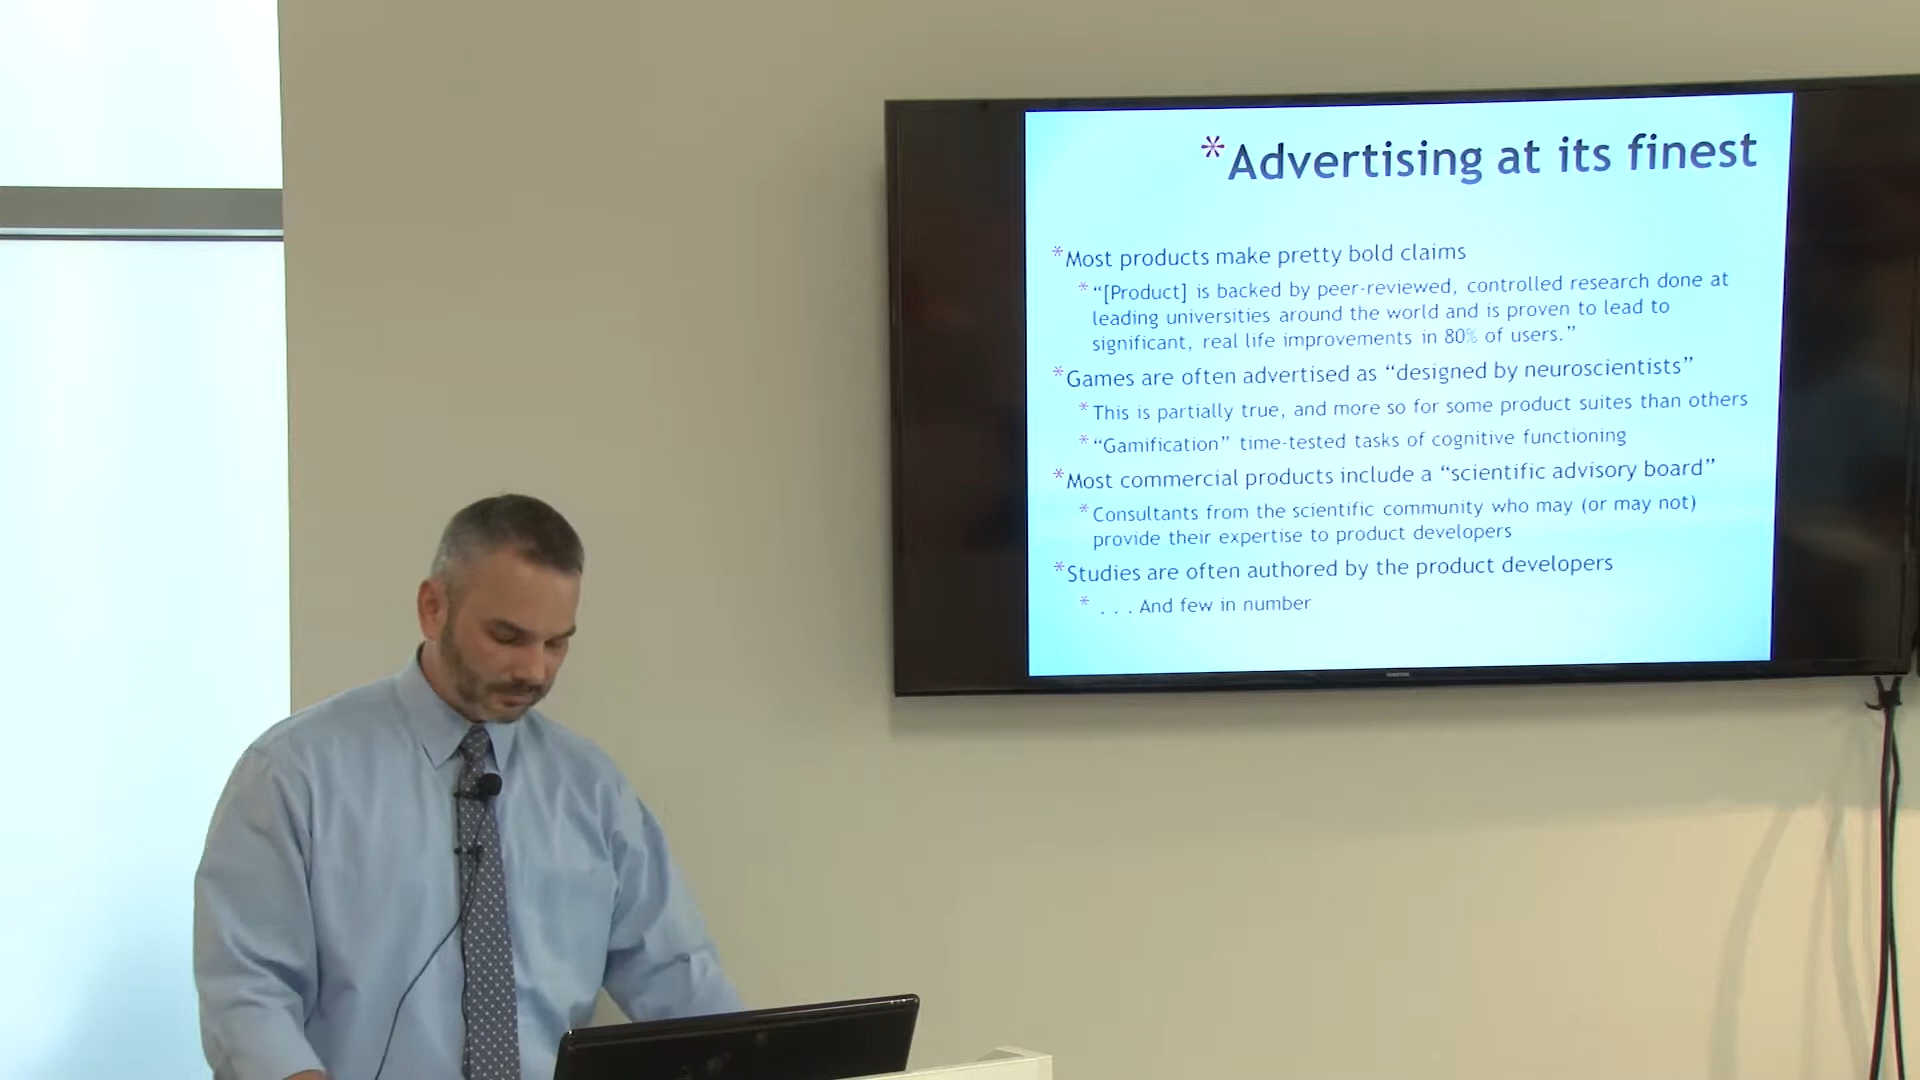 *Advertising at its finest
*Most products make pretty bold claims
*“[Product] is backed by peer-reviewed, controlled research done at
leading universities around the world and is proven to lead to
significant, real life improvements in 80% of users.”
*Games are often advertised as “designed by neuroscientists”
*This is partially true, and more so for some product suites than others
*“Gamification” time-tested tasks of cognitive functioning
*Most commercial products include a “scientific advisory board”
*Consultants from the scientific community who may (or may not)
provide their expertise to product developers
*Studies are often authored by the product developers
* . . . And few in number
SAMSUNG